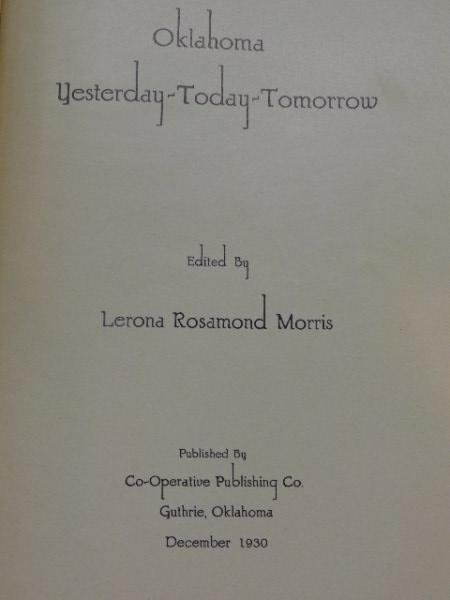 Oklahoma
Yesterday-Today-Tomorrow
Edited By
Lerona Rosamond Morris
Published By
Co-Operative Publishing Co.
Guthrie, Oklahoma
December 1930